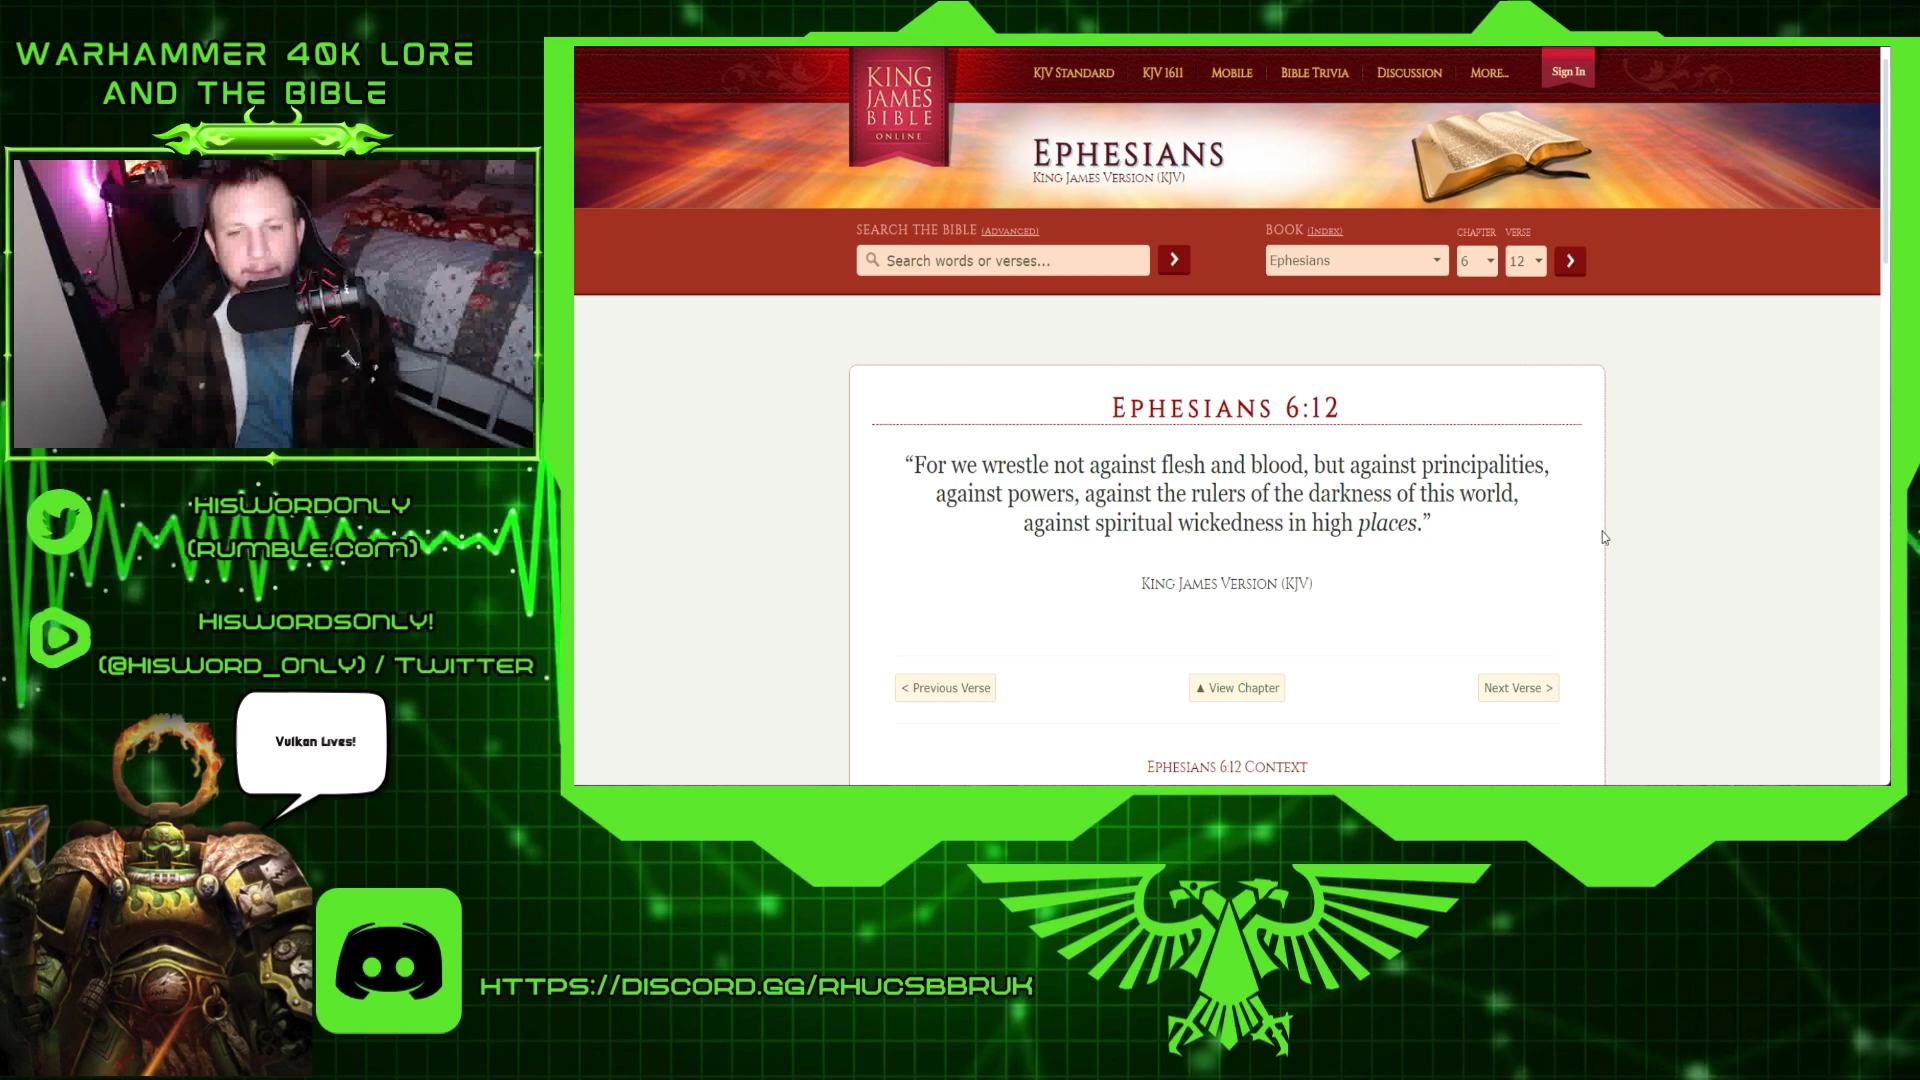 WARHAMMER 40K LORE
AND THE BIBLE
HISWORDONLY
(RUMBLE.COM)
HISWORDSONLY!
(@HISWORD_ONLY) / TWITTER
Vulkan Lives!
HTTPS://DISCORD.GG/RHUCSBBRUK
KING
JAMES
BIBLE
ONLINE
KJV Standard
KJV 1611
Mobile
Bible Trivia
Discussion
More...
Sign In
Ephesians
King James Version (KJV)
SEARCH THE BIBLE (Advanced)
Search words or verses...
BOOK (Index)
CHAPTER
VERSE
Ephesians
6
12
Ephesians 6:12
“For we wrestle not against flesh and blood, but against principalities,
against powers, against the rulers of the darkness of this world,
against spiritual wickedness in high places.”
King James Version (KJV)
< Previous Verse
▲ View Chapter
Next Verse >
Ephesians 6:12 Context